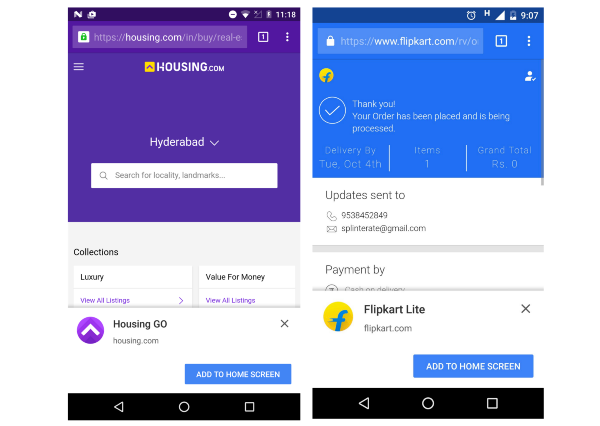 11:18
https://housing.com/in/buy/real-e
1
HOUSING.COM
Hyderabad
Search for locality, landmarks...
Collections
Luxury
Value For Money
View All Listings
View All Listings
Housing GO
housing.com
ADD TO HOME SCREEN
H
9:07
https://www.flipkart.com/rv/o
1
Thank you!
Your Order has been placed and is being
processed.
Delivery By
Items
Grand Total
Tue, Oct 4th
1
Rs. 0
Updates sent to
9538452849
splinterate@gmail.com
Payment by
Cash on delivery
Flipkart Lite
flipkart.com
ADD TO HOME SCREEN